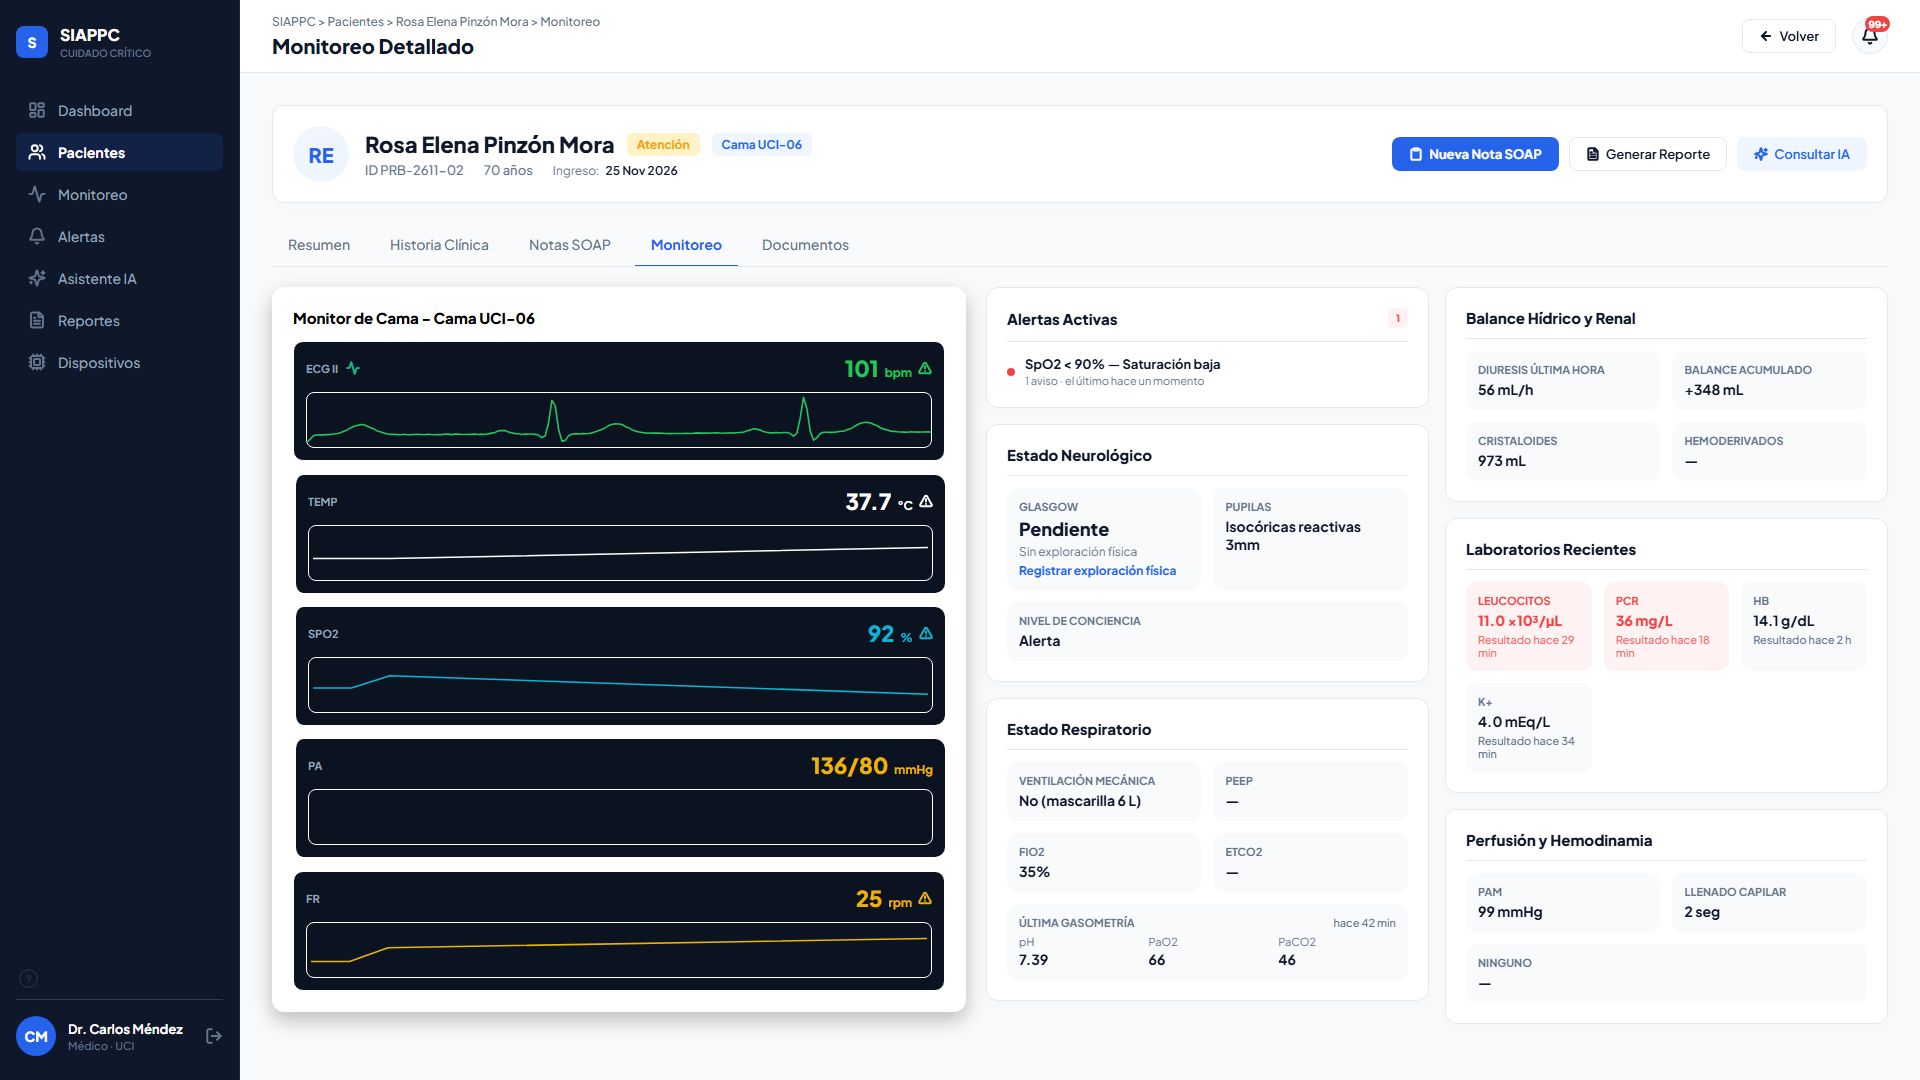 S
SIAPPC
CUIDADO CRÍTICO
Dashboard
Pacientes
Monitoreo
Alertas
Asistente IA
Reportes
Dispositivos
?
CM
Dr. Carlos Méndez
Médico · UCI
SIAPPC > Pacientes > Rosa Elena Pinzón Mora > Monitoreo
Monitoreo Detallado
Volver
99+
RE
Rosa Elena Pinzón Mora
Atención
Cama UCI-06
ID PRB-2611-02 70 años Ingreso: 25 Nov 2026
Nueva Nota SOAP
Generar Reporte
Consultar IA
Resumen
Historia Clínica
Notas SOAP
Monitoreo
Documentos
Monitor de Cama - Cama UCI-06
ECG II
101 bpm
TEMP
37.7 °C
SPO2
92 %
PA
136/80 mmHg
FR
25 rpm
Alertas Activas
1
SpO2 < 90% — Saturación baja
1 aviso · el último hace un momento
Estado Neurológico
GLASGOW
Pendiente
Sin exploración física
Registrar exploración física
PUPILAS
Isocóricas reactivas
3mm
NIVEL DE CONCIENCIA
Alerta
Estado Respiratorio
VENTILACIÓN MECÁNICA
No (mascarilla 6 L)
PEEP
—
FIO2
35%
ETCO2
—
ÚLTIMA GASOMETRÍA
hace 42 min
pH PaO2 PaCO2
7.39 66 46
Balance Hídrico y Renal
DIURESIS ÚLTIMA HORA
56 mL/h
BALANCE ACUMULADO
+348 mL
CRISTALOIDES
973 mL
HEMODERIVADOS
—
Laboratorios Recientes
LEUCOCITOS
11.0 ×10³/µL
Resultado hace 29
min
PCR
36 mg/L
Resultado hace 18
min
HB
14.1 g/dL
Resultado hace 2 h
K+
4.0 mEq/L
Resultado hace 34
min
Perfusión y Hemodinamia
PAM
99 mmHg
LLENADO CAPILAR
2 seg
NINGUNO
—